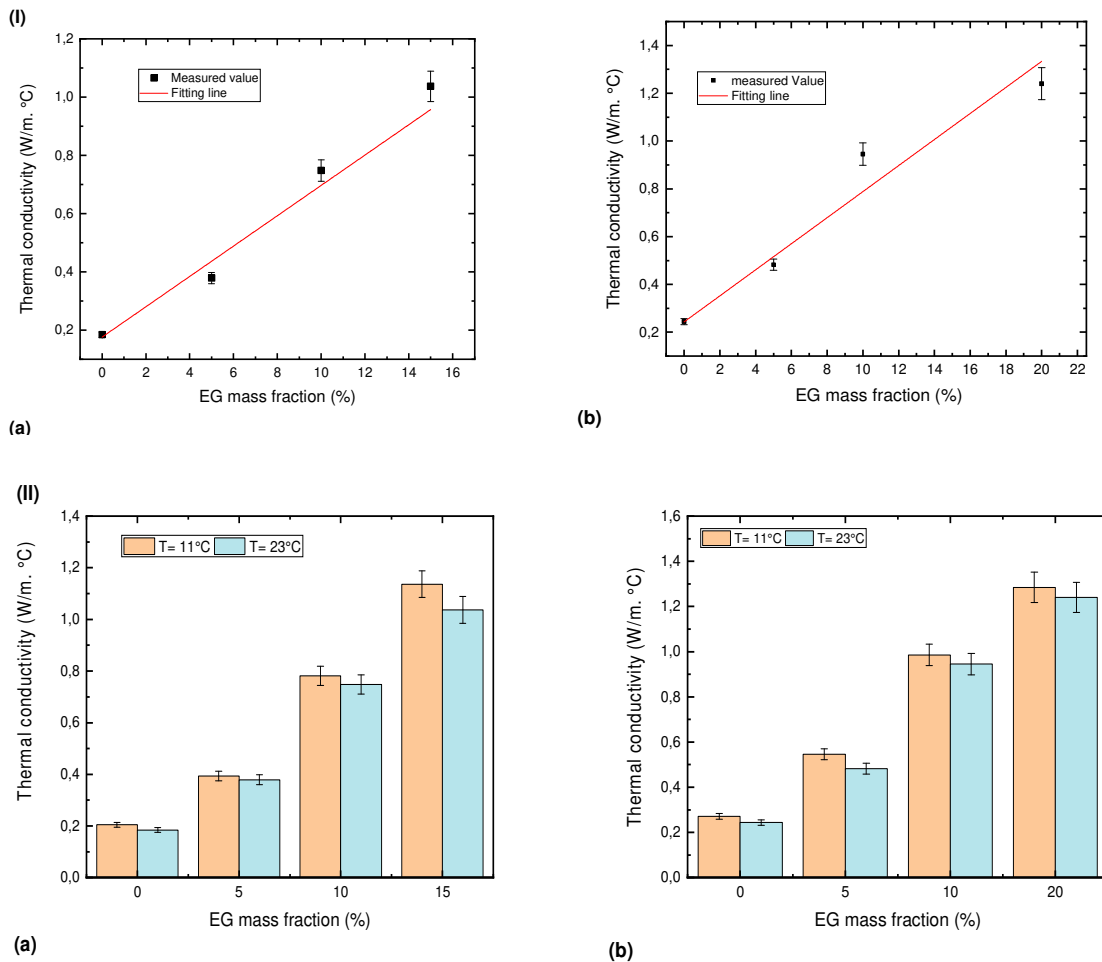 (I)
1,2
1,0
0,8
0,6
0,4
0,2
Thermal conductivity (W/m. °C)
Measured value
Fitting line
0 2 4 6 8 10 12 14 16
EG mass fraction (%)
(a)
1,4
1,2
1,0
0,8
0,6
0,4
0,2
Thermal conductivity (W/m. °C)
measured Value
Fitting line
0 2 4 6 8 10 12 14 16 18 20 22
EG mass fraction (%)
(b)
(II)
1,4
1,2
1,0
0,8
0,6
0,4
0,2
0,0
Thermal conductivity (W/m. °C)
T= 11°C T= 23°C
0 5 10 15
EG mass fraction (%)
(a)
1,6
1,4
1,2
1,0
0,8
0,6
0,4
0,2
0,0
Thermal conductivity (W/m. °C)
T= 11°C T= 23°C
0 5 10 20
EG mass fraction (%)
(b)